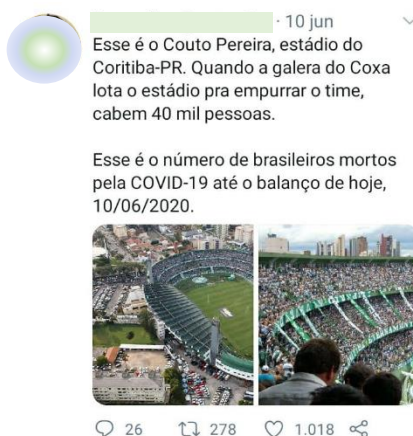 · 10 jun
Esse é o Couto Pereira, estádio do
Coritiba-PR. Quando a galera do Coxa
lota o estádio pra empurrar o time,
cabem 40 mil pessoas.
Esse é o número de brasileiros mortos
pela COVID-19 até o balanço de hoje,
10/06/2020.
26 278 1.018